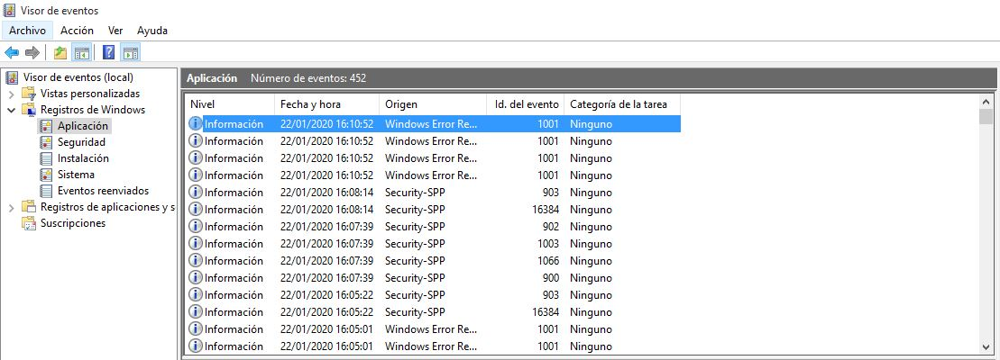 Visor de eventos
Archivo Acción Ver Ayuda
Visor de eventos (local)
Vistas personalizadas
Registros de Windows
Aplicación
Seguridad
Instalación
Sistema
Eventos reenviados
Registros de aplicaciones y s
Suscripciones
Aplicación Número de eventos: 452
Nivel Fecha y hora Origen Id. del evento Categoría de la tarea
Información 22/01/2020 16:10:52 Windows Error Re... 1001 Ninguno
Información 22/01/2020 16:10:52 Windows Error Re... 1001 Ninguno
Información 22/01/2020 16:10:52 Windows Error Re... 1001 Ninguno
Información 22/01/2020 16:10:52 Windows Error Re... 1001 Ninguno
Información 22/01/2020 16:08:14 Security-SPP 903 Ninguno
Información 22/01/2020 16:08:14 Security-SPP 16384 Ninguno
Información 22/01/2020 16:07:39 Security-SPP 902 Ninguno
Información 22/01/2020 16:07:39 Security-SPP 1003 Ninguno
Información 22/01/2020 16:07:39 Security-SPP 1066 Ninguno
Información 22/01/2020 16:07:39 Security-SPP 900 Ninguno
Información 22/01/2020 16:05:22 Security-SPP 903 Ninguno
Información 22/01/2020 16:05:22 Security-SPP 16384 Ninguno
Información 22/01/2020 16:05:01 Windows Error Re... 1001 Ninguno
Información 22/01/2020 16:05:01 Windows Error Re... 1001 Ninguno